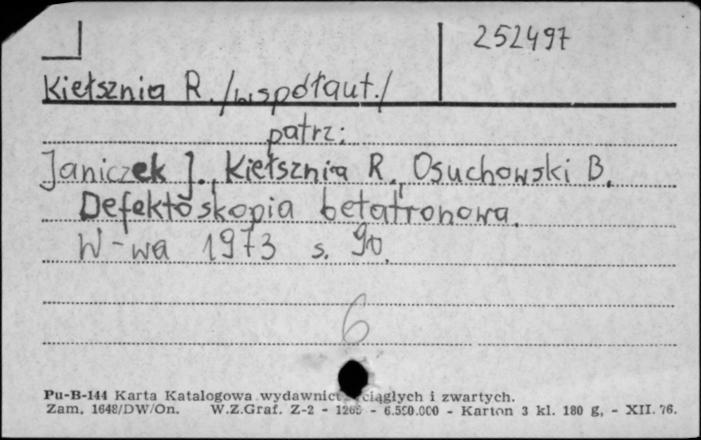 252497
Kiełsznia R. /współaut./
patrz:
Janiczek J., Kiełsznia R., Osuchowski B.
Defektoskopia betatronowa.
W-wa 1973 s. 90.
6
Pu-B-144 Karta Katalogowa wydawnictw ciągłych i zwartych.
Zam. 1648/DW/On. W.Z.Graf. Z-2 - 1265 - 6.500.000 - Karton 3 kl. 180 g, - XII. 76.